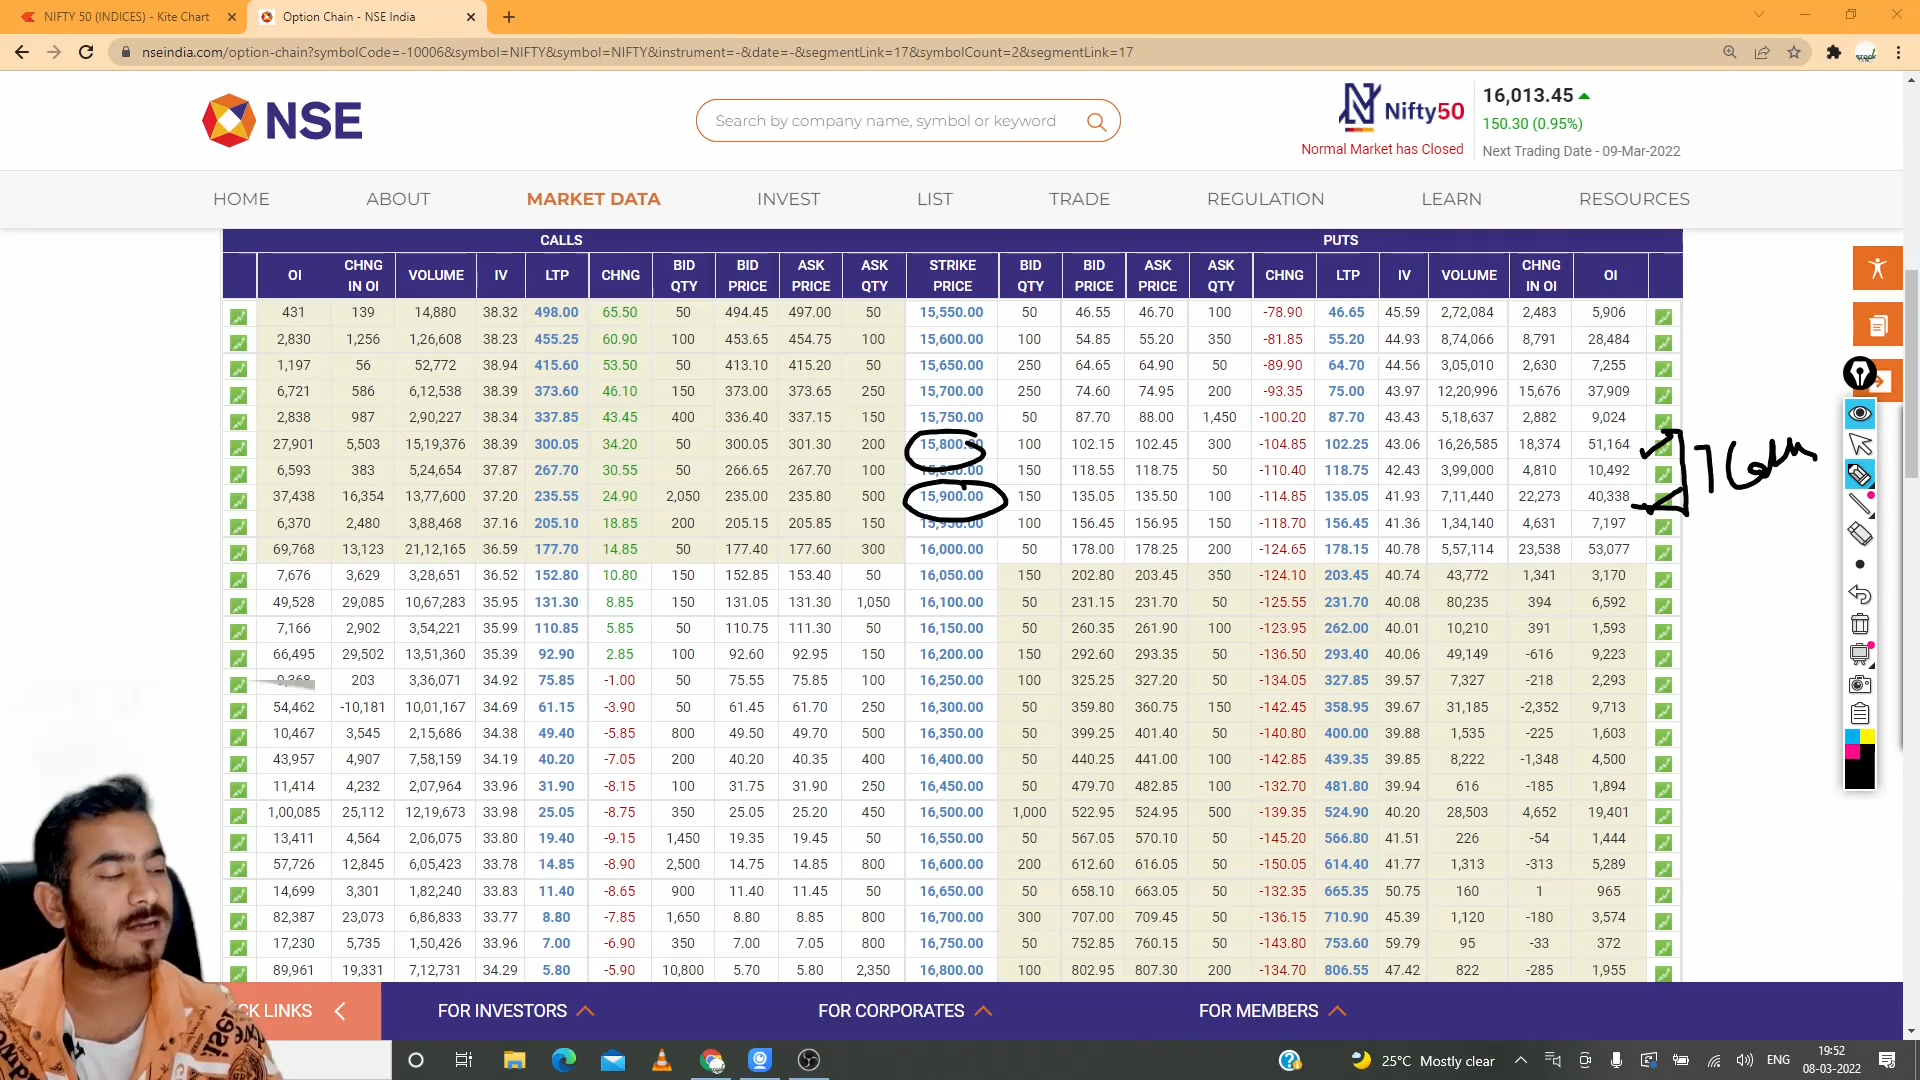 NIFTY 50 (INDICES) - Kite Chart
Option Chain - NSE India
nseindia.com/option-chain?symbolCode=-10006&symbol=NIFTY&symbol=NIFTY&instrument=-&date=-&segmentLink=17&symbolCount=2&segmentLink=17
NSE
Search by company name, symbol or keyword
Nifty50
16,013.45
150.30 (0.95%)
Normal Market has Closed
Next Trading Date - 09-Mar-2022
HOME ABOUT MARKET DATA INVEST LIST TRADE REGULATION LEARN RESOURCES
CALLS PUTS
OI CHNG IN OI VOLUME IV LTP CHNG BID QTY BID PRICE ASK PRICE ASK QTY STRIKE PRICE BID QTY BID PRICE ASK PRICE ASK QTY CHNG LTP IV VOLUME CHNG IN OI OI
431 139 14,880 38.32 498.00 65.50 50 494.45 497.00 50 15,550.00 50 46.55 46.70 100 -78.90 46.65 45.59 2,72,084 2,483 5,906
2,830 1,256 1,26,608 38.23 455.25 60.90 100 453.65 454.75 100 15,600.00 100 54.85 55.20 350 -81.85 55.20 44.93 8,74,066 8,791 28,484
1,197 56 52,772 38.94 415.60 53.50 50 413.10 415.20 50 15,650.00 250 64.65 64.90 50 -89.90 64.70 44.56 3,05,010 2,630 7,255
6,721 586 6,12,538 38.39 373.60 46.10 150 373.00 373.65 250 15,700.00 100 74.60 74.95 200 -93.35 75.00 43.97 12,20,996 15,676 37,909
2,838 987 2,90,227 38.34 337.85 43.45 400 336.40 337.15 150 15,750.00 50 87.70 88.00 1,450 -100.20 87.70 43.43 5,18,637 2,882 9,024
27,901 5,503 15,19,376 38.39 300.05 34.20 50 300.05 301.30 200 15,800.00 100 102.15 102.45 300 -104.85 102.25 43.06 16,26,585 18,374 51,164
6,593 383 5,24,654 37.87 267.70 30.55 50 266.65 267.70 100 15,850.00 150 118.55 118.75 50 -110.40 118.75 42.43 3,99,000 4,810 10,492
37,438 16,354 13,77,600 37.20 235.55 24.90 2,050 235.00 235.80 500 15,900.00 150 135.05 135.50 100 -114.85 135.05 41.93 7,11,440 22,273 40,338
6,370 2,480 3,88,468 37.16 205.10 18.85 200 205.15 205.85 150 15,950.00 100 156.45 156.95 150 -118.70 156.45 41.36 1,34,140 4,631 7,197
69,768 13,123 21,12,165 36.59 177.70 14.85 50 177.40 177.60 300 16,000.00 50 178.00 178.25 200 -124.65 178.15 40.78 5,57,114 23,538 53,077
7,676 3,629 3,28,651 36.52 152.80 10.80 150 152.85 153.40 50 16,050.00 150 202.80 203.45 350 -124.10 203.45 40.74 43,772 1,341 3,170
49,528 29,085 10,67,283 35.95 131.30 8.85 150 131.05 131.30 1,050 16,100.00 50 231.15 231.70 50 -125.55 231.70 40.08 80,235 394 6,592
7,166 2,902 3,54,221 35.99 110.85 5.85 50 110.75 111.30 50 16,150.00 50 260.35 261.90 100 -123.95 262.00 40.01 10,210 391 1,593
66,495 29,502 13,51,360 35.39 92.90 2.85 100 92.60 92.95 150 16,200.00 150 292.60 293.35 50 -136.50 293.40 40.06 49,149 -616 9,223
203 3,36,071 34.92 75.85 -1.00 50 75.55 75.85 100 16,250.00 100 325.25 327.20 50 -134.05 327.85 39.57 7,327 -218 2,293
54,462 -10,181 10,01,167 34.69 61.15 -3.90 50 61.45 61.70 250 16,300.00 50 359.80 360.75 150 -142.45 358.95 39.67 31,185 -2,352 9,713
10,467 3,545 2,15,686 34.38 49.40 -5.85 800 49.50 49.70 500 16,350.00 50 399.25 401.40 50 -140.80 400.00 39.88 1,535 -225 1,603
43,957 4,907 7,58,159 34.19 40.20 -7.05 200 40.20 40.35 400 16,400.00 50 440.25 441.00 100 -142.85 439.35 39.85 8,222 -1,348 4,500
11,414 4,232 2,07,964 33.96 31.90 -8.15 100 31.75 31.90 250 16,450.00 50 479.70 482.85 100 -132.70 481.80 39.94 616 -185 1,894
1,00,085 25,112 12,19,673 33.98 25.05 -8.75 350 25.05 25.20 450 16,500.00 1,000 522.95 524.95 500 -139.35 524.90 40.20 28,503 4,652 19,401
13,411 4,564 2,06,075 33.80 19.40 -9.15 1,450 19.35 19.45 50 16,550.00 50 567.05 570.10 50 -145.20 566.80 41.51 226 -54 1,444
57,726 12,845 6,05,423 33.78 14.85 -8.90 2,500 14.75 14.85 800 16,600.00 200 612.60 616.05 50 -150.05 614.40 41.77 1,313 -313 5,289
14,699 3,301 1,82,240 33.83 11.40 -8.65 900 11.40 11.45 50 16,650.00 50 658.10 663.05 50 -132.35 665.35 50.75 160 1 965
82,387 23,073 6,86,833 33.77 8.80 -7.85 1,650 8.80 8.85 800 16,700.00 300 707.00 709.45 50 -136.15 710.90 45.39 1,120 -180 3,574
17,230 5,735 1,50,426 33.96 7.00 -6.90 350 7.00 7.05 800 16,750.00 50 752.85 760.15 50 -143.80 753.60 59.79 95 -33 372
89,961 19,331 7,12,731 34.29 5.80 -5.90 10,800 5.70 5.80 2,350 16,800.00 100 802.95 807.30 200 -134.70 806.55 47.42 822 -285 1,955
LINKS FOR INVESTORS FOR CORPORATES FOR MEMBERS
25°C Mostly clear ENG 19:52
08-03-2022